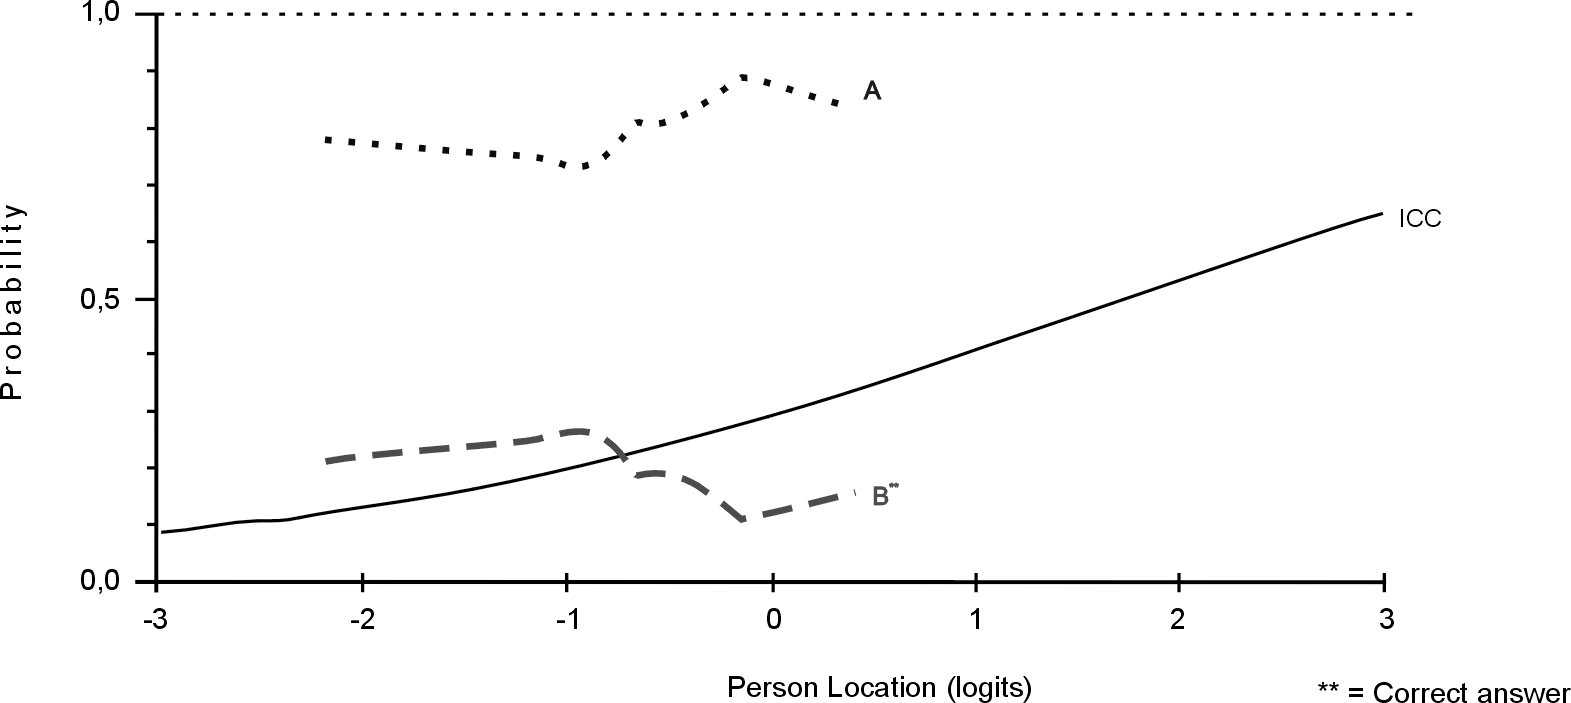 1,0
A
Probability
ICC
0,5
B**
0,0
-3 -2 -1 0 1 2 3
Person Location (logits)
** = Correct answer